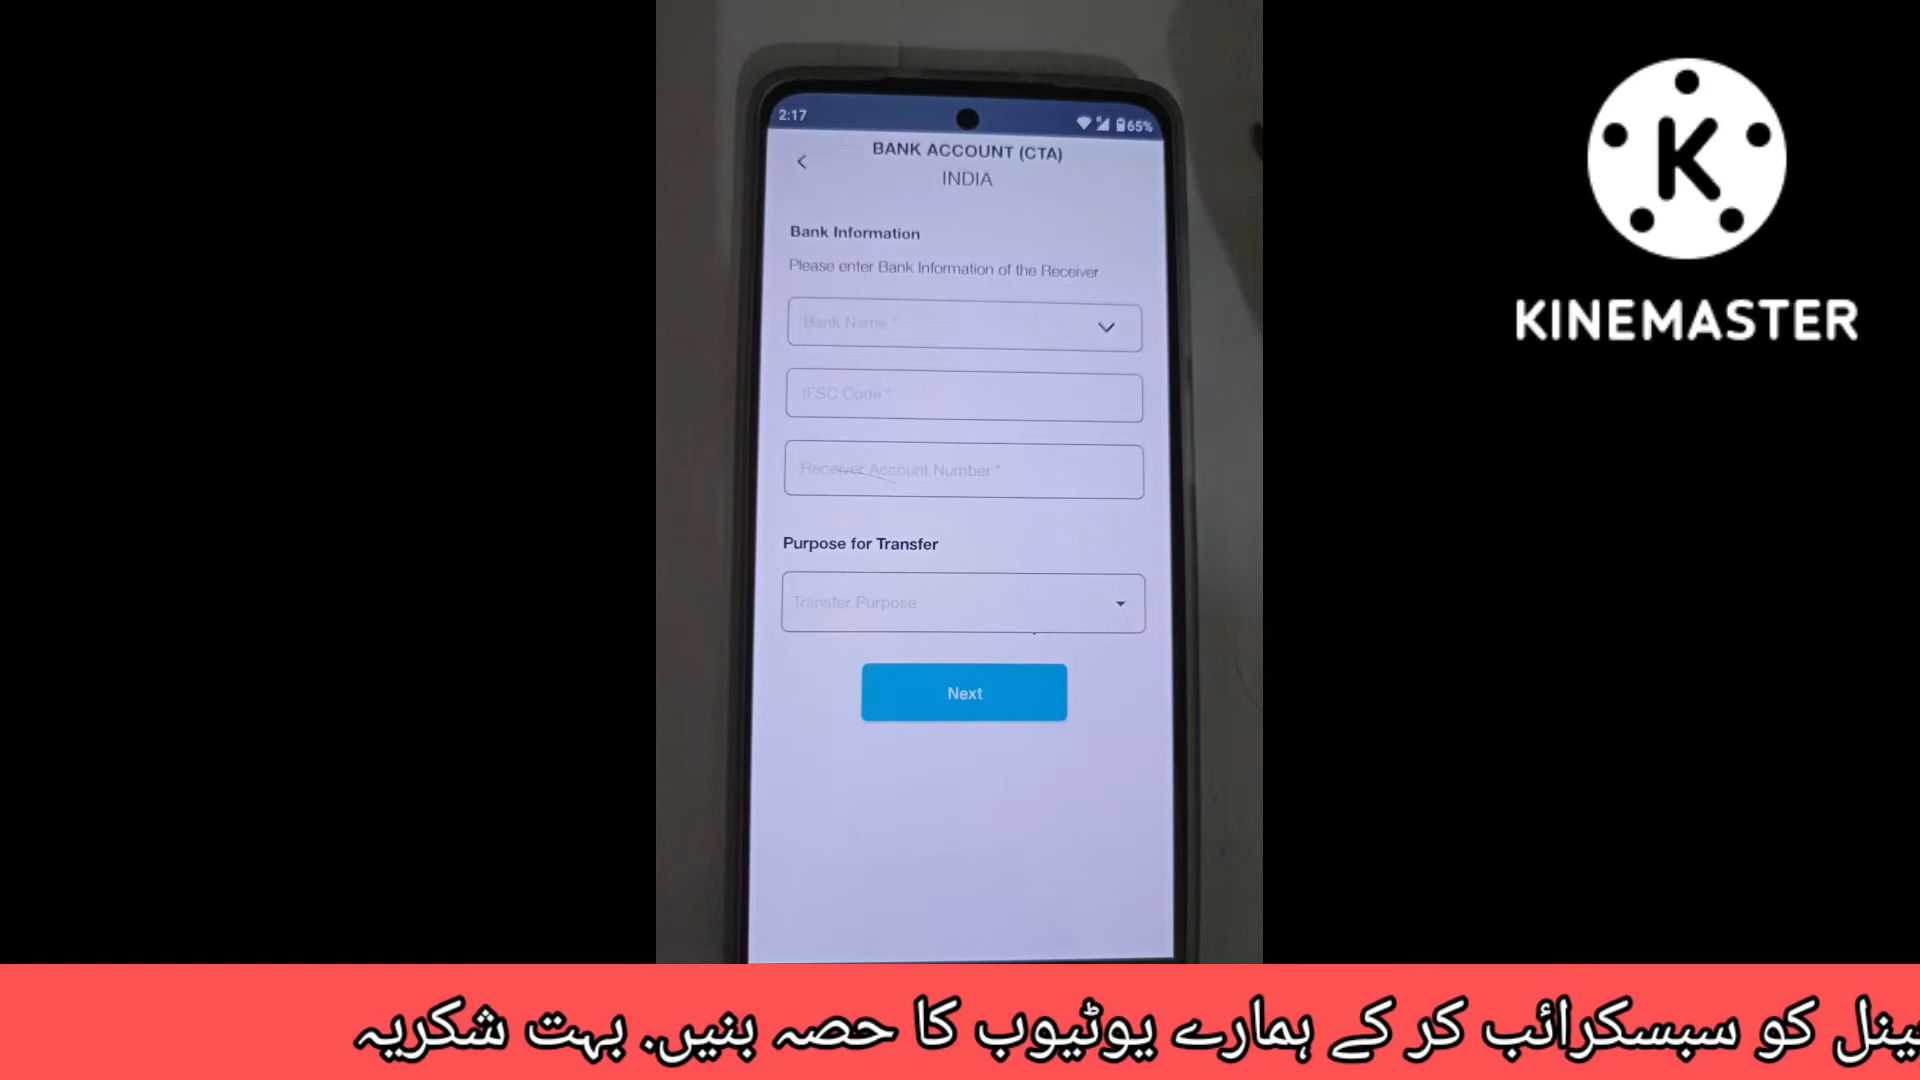 2:17
65%
BANK ACCOUNT (CTA)
INDIA
Bank Information
Please enter Bank Information of the Receiver
Bank Name *
IFSC Code *
Receiver Account Number *
Purpose for Transfer
Transfer Purpose
Next
K
KINEMASTER
کو سبسکرائب کر کے ہمارے یوٹیوب کا حصہ بنیں. بہت شکریہ